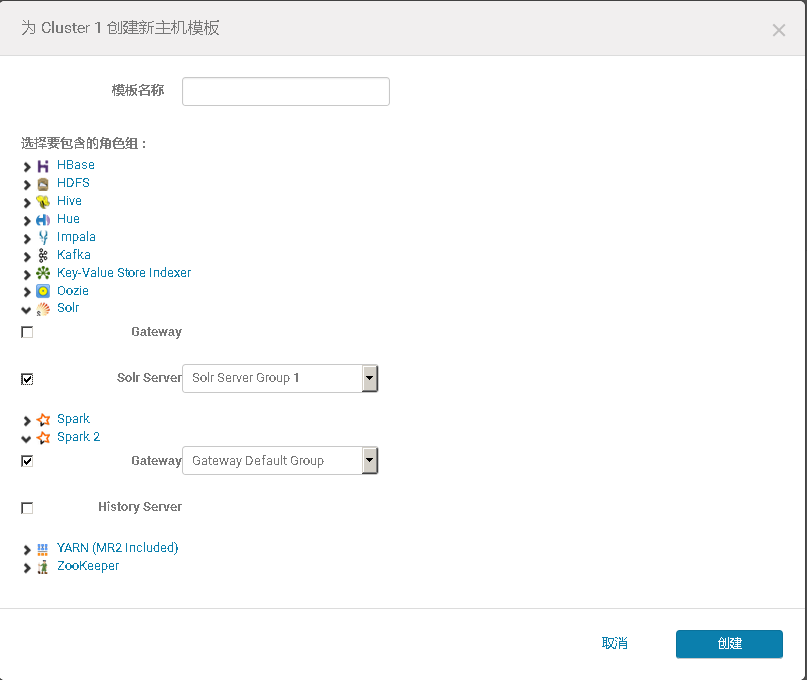 为 Cluster 1 创建新主机模板
模板名称
选择要包含的角色组：
HBase
HDFS
Hive
Hue
Impala
Kafka
Key-Value Store Indexer
Oozie
Solr
Gateway
Solr Server Solr Server Group 1
Spark
Spark 2
Gateway Gateway Default Group
History Server
YARN (MR2 Included)
ZooKeeper
取消 创建